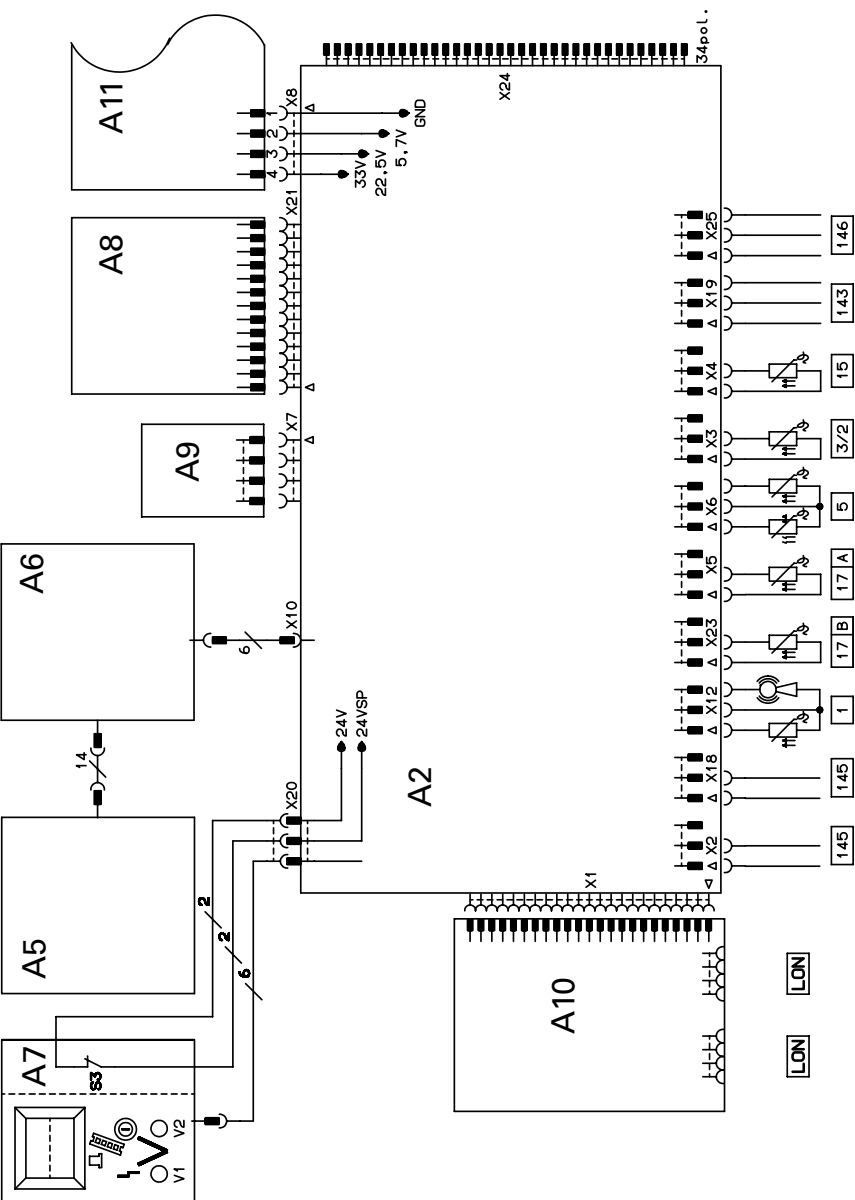 34pol.
X24
A11
1
2
3
4
X8
GND
5,7V
22,5V
33V
X21
A8
X7
A9
A6
X10
6
14
A5
X20
24V
24VSP
A2
2
2
6
A7
S3
V1
V2
X1
A10
LON
LON
X25
146
X19
143
X4
15
X3
3/2
X6
5
X5
17 A
X23
17 B
X12
1
X18
145
X2
145